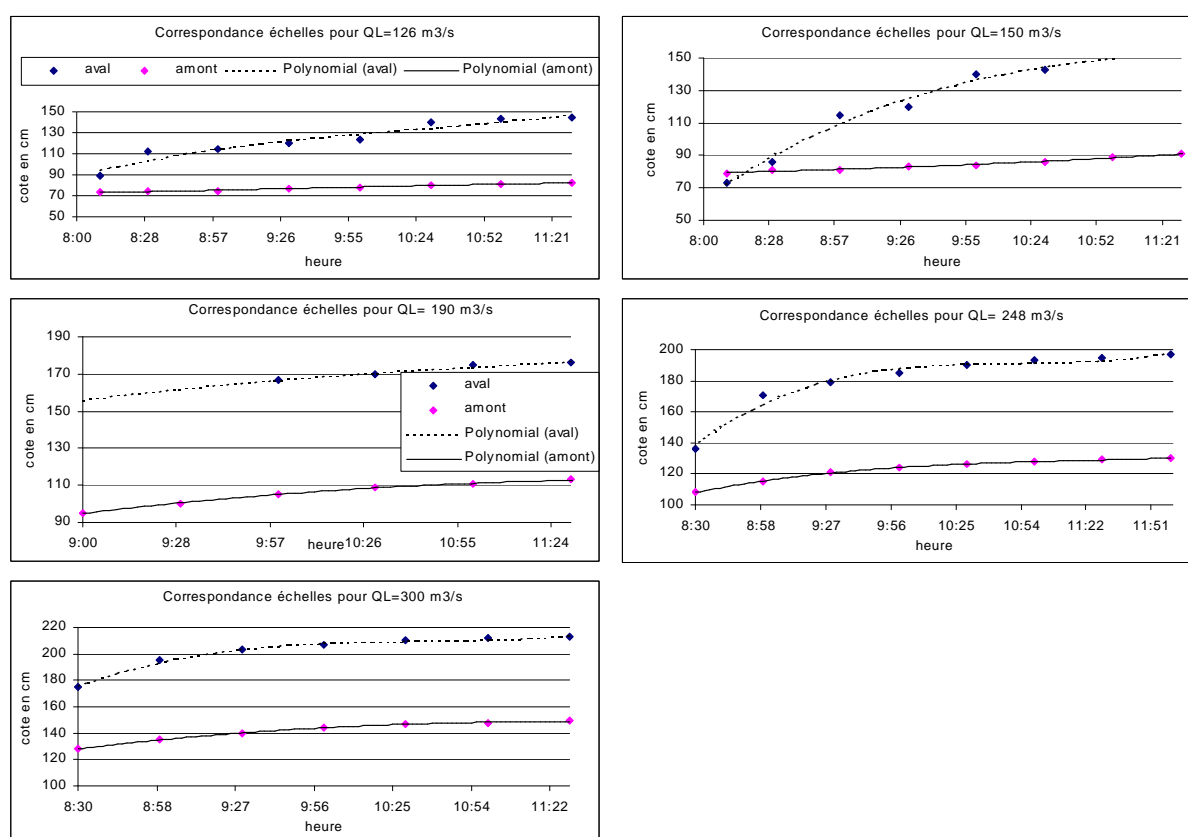 Correspondance échelles pour QL=126 m3/s
aval amont Polynomial (aval) Polynomial (amont)
150
130
110
90
70
50
cote en cm
8:00 8:28 8:57 9:26 9:55 10:24 10:52 11:21
heure
Correspondance échelles pour QL=150 m3/s
150
130
110
90
70
50
cote en cm
8:00 8:28 8:57 9:26 9:55 10:24 10:52 11:21
heure
Correspondance échelles pour QL= 190 m3/s
190
170
150
130
110
90
cote en cm
aval
amont
Polynomial (aval)
Polynomial (amont)
9:00 9:28 9:57 10:26 10:55 11:24
heure
Correspondance échelles pour QL= 248 m3/s
200
180
160
140
120
100
cote en cm
8:30 8:58 9:27 9:56 10:25 10:54 11:22 11:51
heure
Correspondance échelles pour QL=300 m3/s
220
200
180
160
140
120
100
cote en cm
8:30 8:58 9:27 9:56 10:25 10:54 11:22
heure